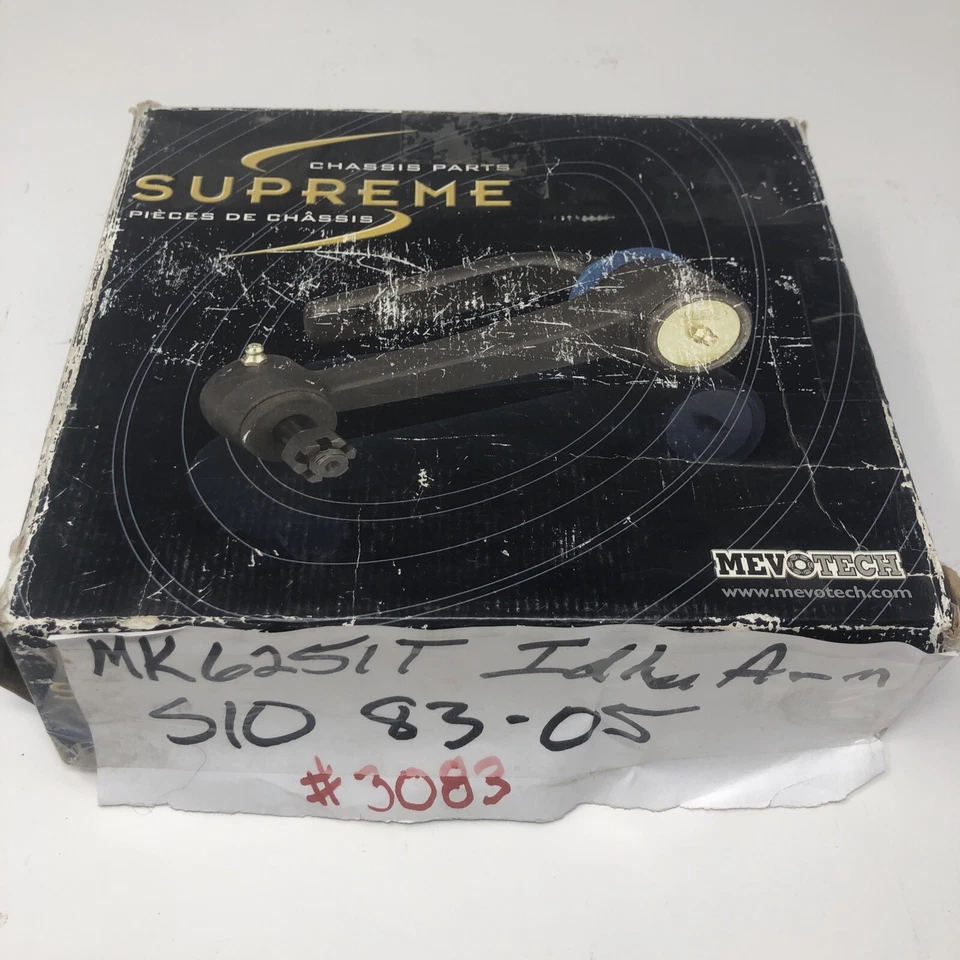 CHASSIS PARTS
SUPREME
PIÈCES DE CHÂSSIS
MEVOTECH
www.mevotech.com
MK6251T Idler Arm
S10 83-05
#3083